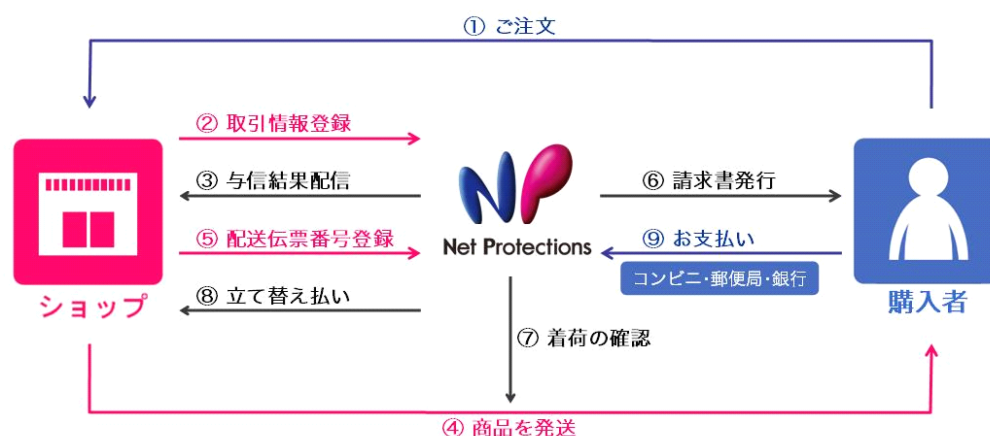 ① ご注文
② 取引情報登録
③ 与信結果配信
⑥ 請求書発行
⑤ 配送伝票番号登録
NP
Net Protections
⑨ お支払い
コンビニ・郵便局・銀行
ショップ
⑧ 立て替え払い
購入者
⑦ 着荷の確認
④ 商品を発送